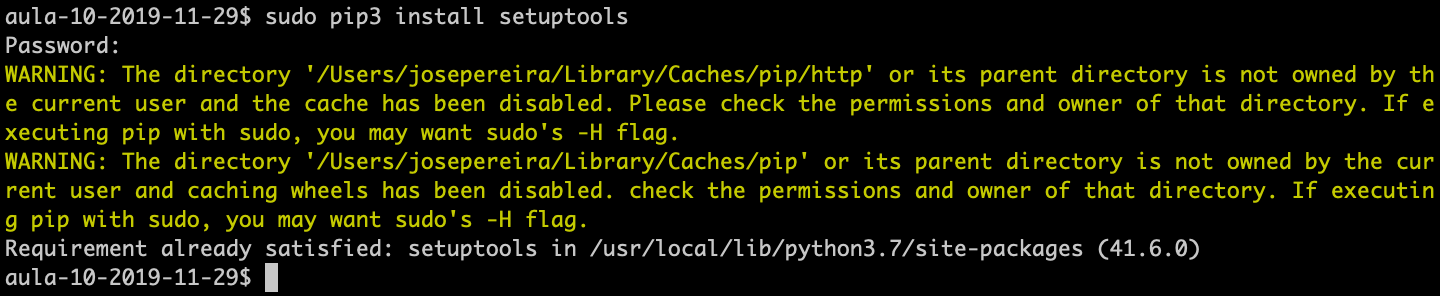 aula-10-2019-11-29$ sudo pip3 install setuptools
Password:
WARNING: The directory '/Users/josepereira/Library/Caches/pip/http' or its parent directory is not owned by th
e current user and the cache has been disabled. Please check the permissions and owner of that directory. If e
xecuting pip with sudo, you may want sudo's -H flag.
WARNING: The directory '/Users/josepereira/Library/Caches/pip' or its parent directory is not owned by the cur
rent user and caching wheels has been disabled. check the permissions and owner of that directory. If executin
g pip with sudo, you may want sudo's -H flag.
Requirement already satisfied: setuptools in /usr/local/lib/python3.7/site-packages (41.6.0)
aula-10-2019-11-29$